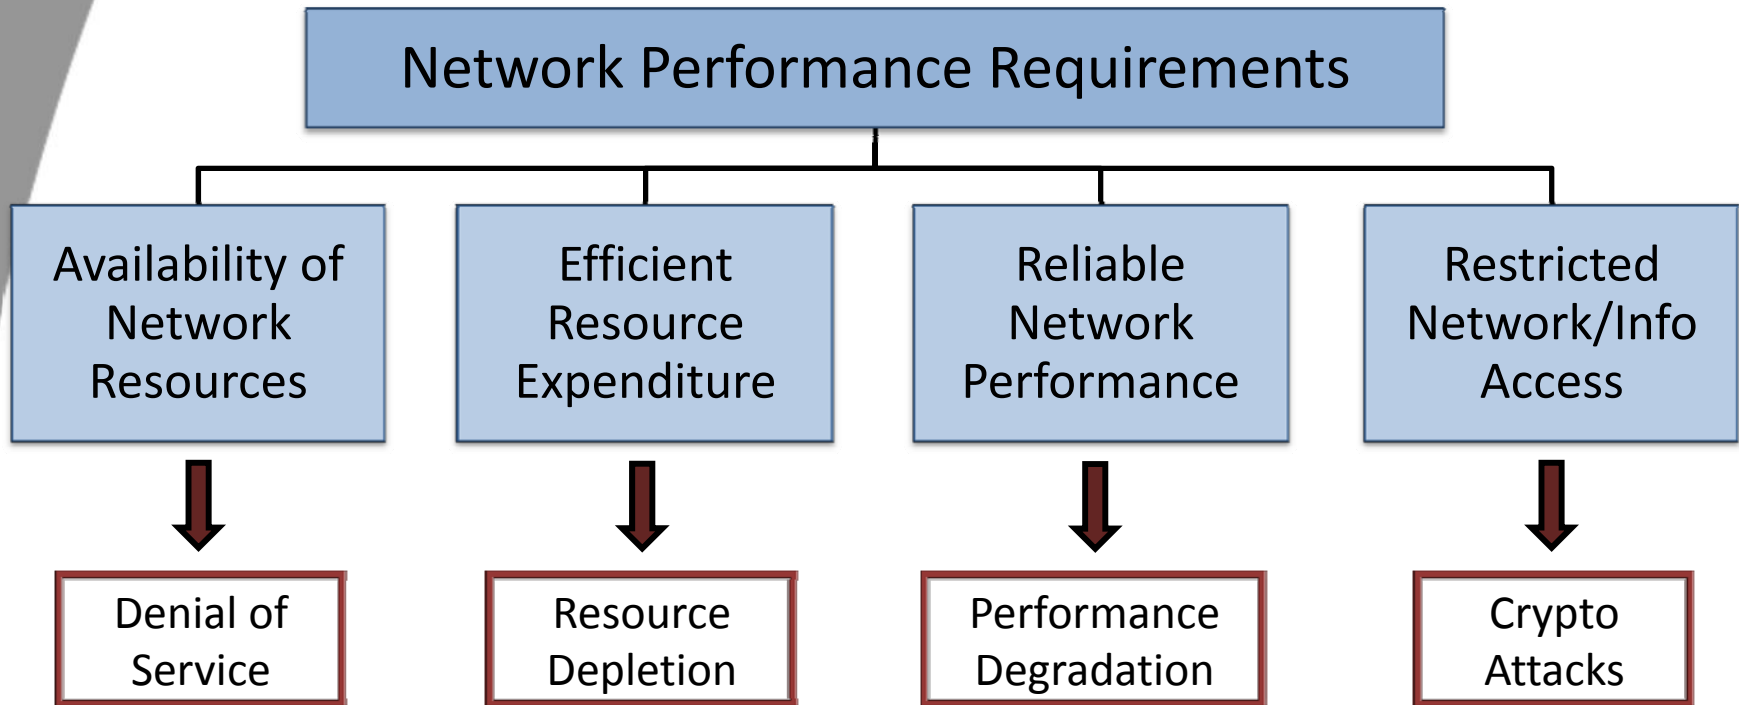 Network Performance Requirements
Availability of
Network
Resources
Efficient
Resource
Expenditure
Reliable
Network
Performance
Restricted
Network/Info
Access
Denial of
Service
Resource
Depletion
Performance
Degradation
Crypto
Attacks